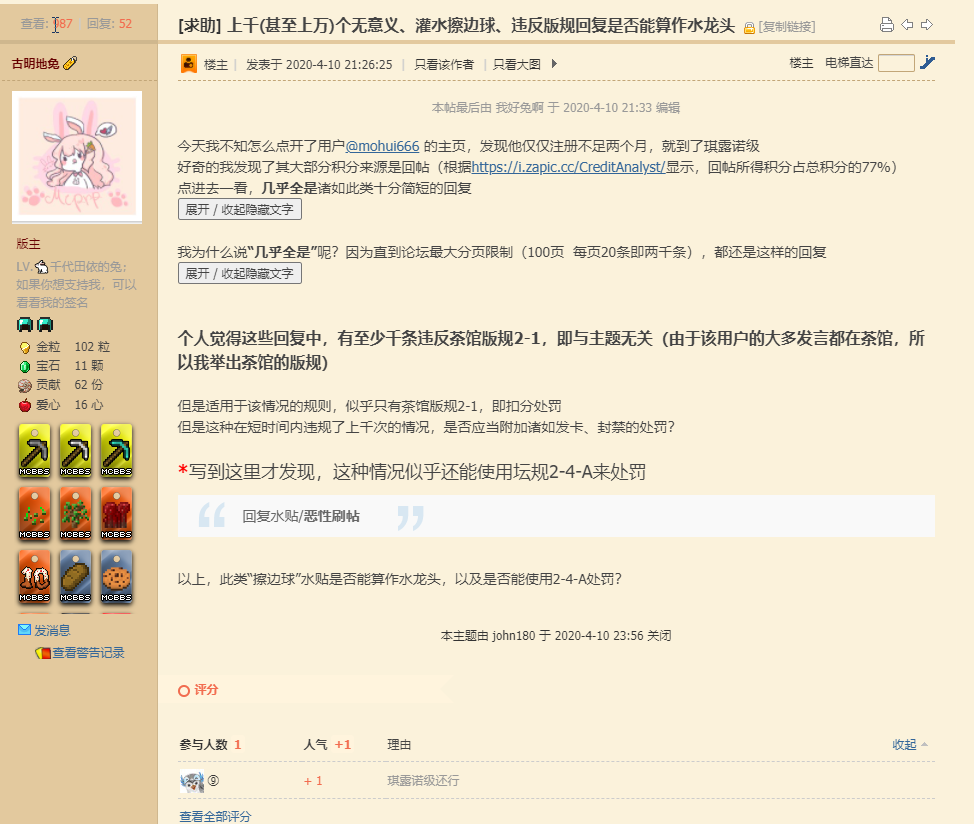 查看: 987 回复: 52
[求助] 上千(甚至上万)个无意义、灌水擦边球、违反版规回复是否能算作水龙头 [复制链接]
古明地兔
楼主 | 发表于 2020-4-10 21:26:25 | 只看该作者 | 只看大图
楼主 电梯直达
本帖最后由 我好兔啊 于 2020-4-10 21:33 编辑
今天我不知怎么点开了用户@mohui666 的主页，发现他仅仅注册不足两个月，就到了琪露诺级
好奇的我发现了其大部分积分来源是回帖（根据https://i.zapic.cc/CreditAnalyst/显示，回帖所得积分占总积分的77%）
点进去一看，几乎全是诸如此类十分简短的回复
展开 / 收起隐藏文字
我为什么说“几乎全是”呢？因为直到论坛最大分页限制（100页 每页20条即两千条），都还是这样的回复
展开 / 收起隐藏文字
个人觉得这些回复中，有至少千条违反茶馆版规2-1，即与主题无关（由于该用户的大多发言都在茶馆，所
以我举出茶馆的版规）
但是适用于该情况的规则，似乎只有茶馆版规2-1，即扣分处罚
但是这种在短时间内违规了上千次的情况，是否应当附加诸如发卡、封禁的处罚？
*写到这里才发现，这种情况似乎还能使用坛规2-4-A来处罚
回复水贴/恶性刷帖
以上，此类“擦边球”水贴是否能算作水龙头，以及是否能使用2-4-A处罚？
本主题由 john180 于 2020-4-10 23:56 关闭
Mcprp
版主
LV. 千代田依的兔;
如果你想支持我，可以
看看我的签名
金粒 102 粒
宝石 11 颗
贡献 62 份
爱心 16 心
MCBBS MCBBS MCBBS
MCBBS MCBBS MCBBS
10
MCBBS MCBBS MCBBS
发消息
查看警告记录
评分
参与人数 1 人气 +1 理由 收起
⑨ + 1 琪露诺级还行
查看全部评分